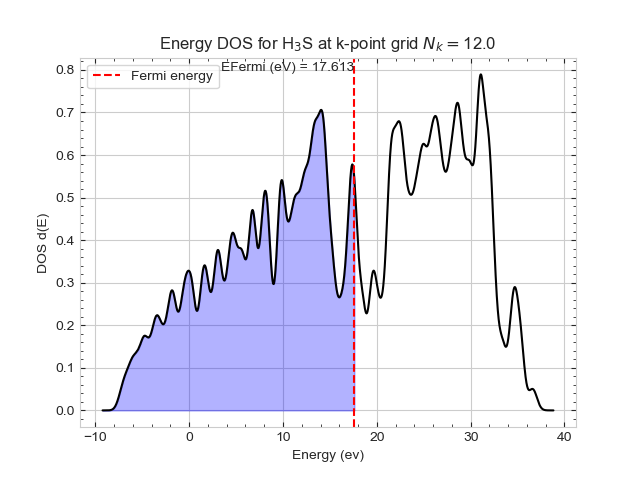 Energy DOS for H₃S at k-point grid Nₖ = 12.0
EFermi (eV) = 17.613
Fermi energy
DOS d(E)
0.8
0.7
0.6
0.5
0.4
0.3
0.2
0.1
0.0
−10 0 10 20 30 40
Energy (ev)